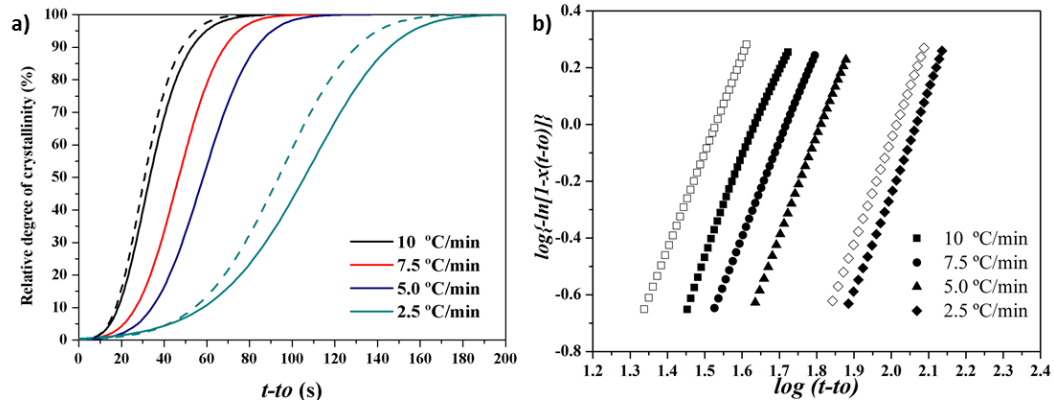 a)
Relative degree of crystallinity (%)
100
90
80
70
60
50
40
30
20
10
0
10 ºC/min
7.5 ºC/min
5.0 ºC/min
2.5 ºC/min
0 20 40 60 80 100 120 140 160 180 200
t-to (s)
b)
log{-ln[1-x(t-to)]}
0.4
0.2
0.0
-0.2
-0.4
-0.6
-0.8
10 ºC/min
7.5 ºC/min
5.0 ºC/min
2.5 ºC/min
1.2 1.3 1.4 1.5 1.6 1.7 1.8 1.9 2.0 2.1 2.2 2.3 2.4
log (t-to)